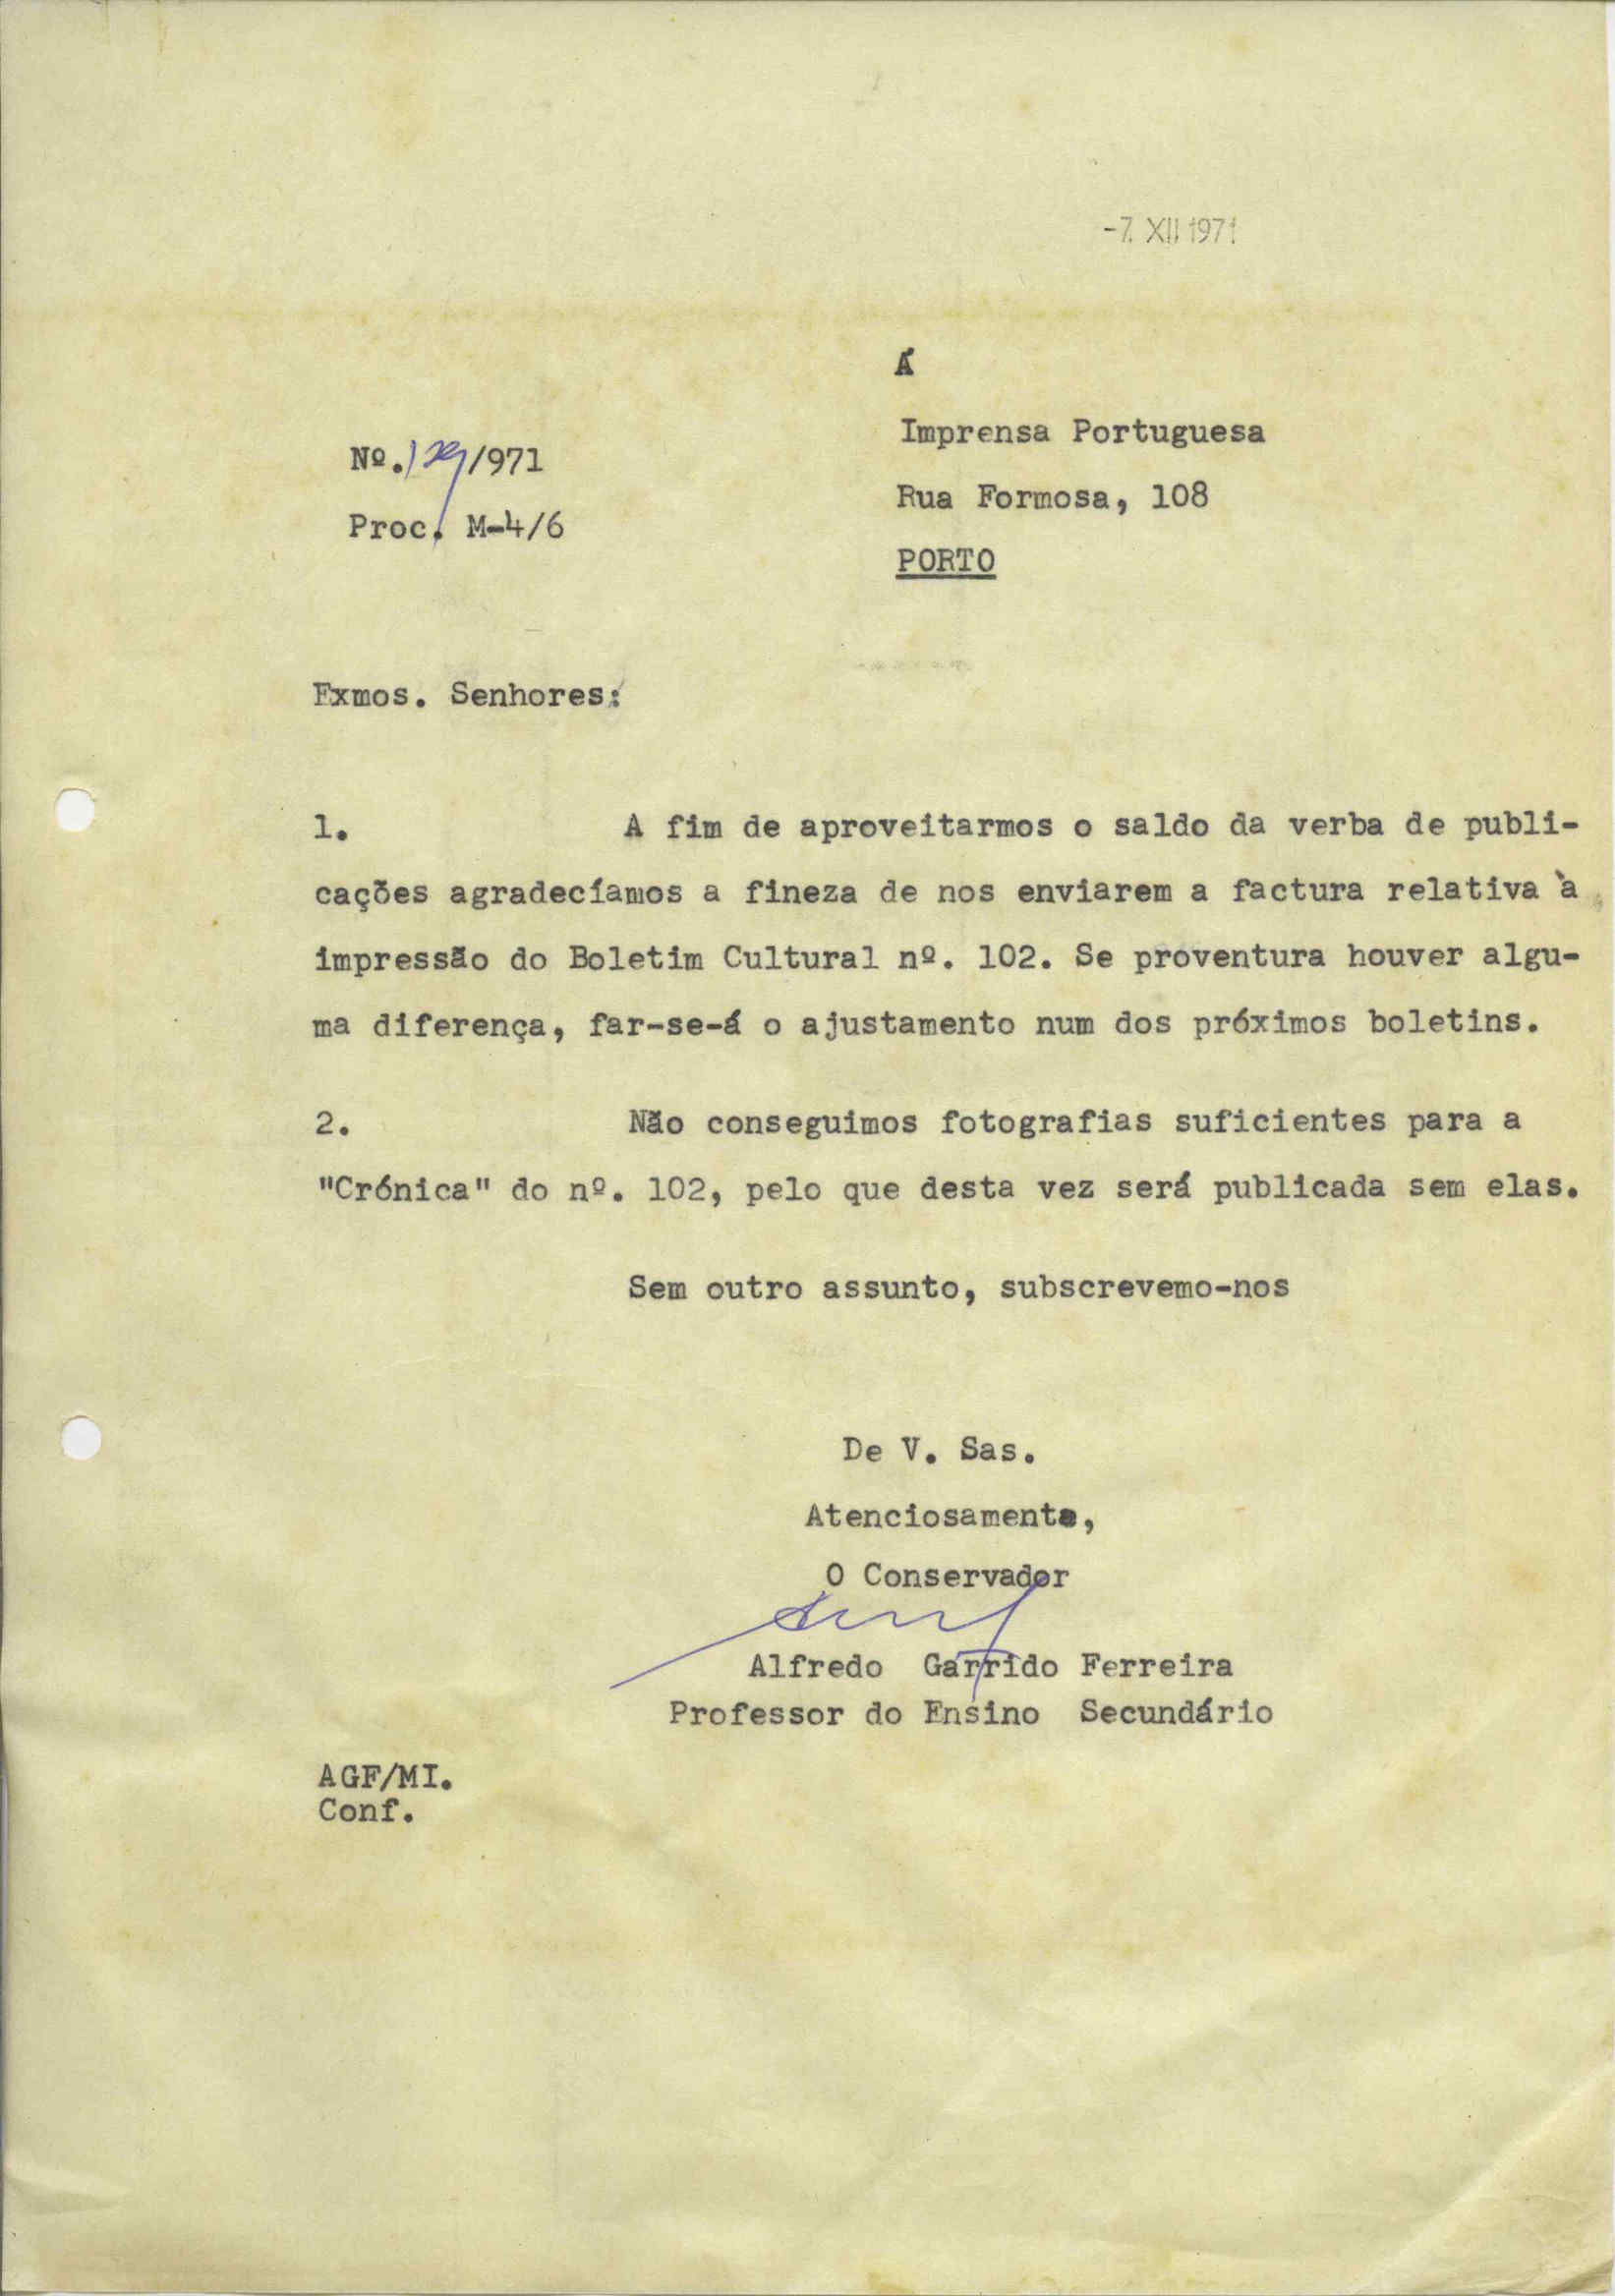 -7. XII 1971
Á
Imprensa Portuguesa
Nº. /971
Rua Formosa, 108
Proc. M-4/6
PORTO
Exmos. Senhores:
1. A fim de aproveitarmos o saldo da verba de publi-
cações agradecíamos a fineza de nos enviarem a factura relativa à
impressão do Boletim Cultural nº. 102. Se proventura houver algu-
ma diferença, far-se-á o ajustamento num dos próximos boletins.
2. Não conseguimos fotografias suficientes para a
"Crónica" do nº. 102, pelo que desta vez será publicada sem elas.
Sem outro assunto, subscrevemo-nos
De V. Sas.
Atenciosamente,
O Conservador
Alfredo Garrido Ferreira
Professor do Ensino Secundário
AGF/MI.
Conf.